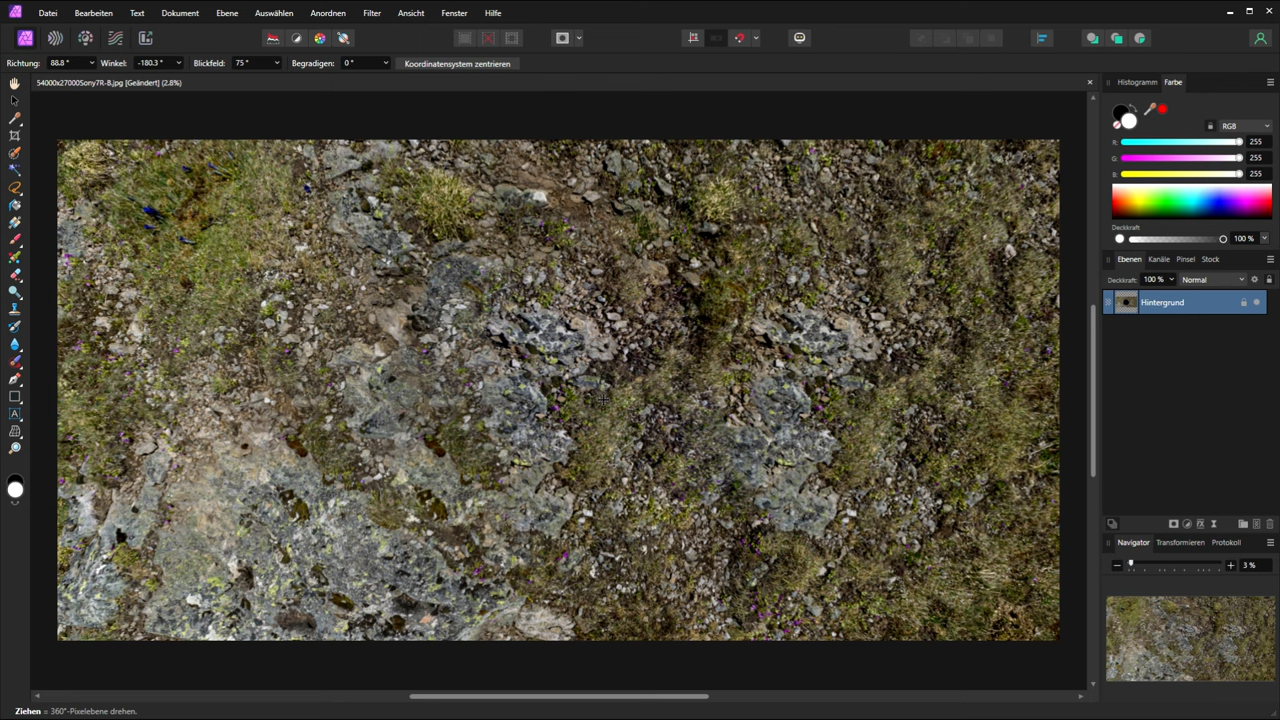 Datei Bearbeiten Text Dokument Ebene Auswählen Anordnen Filter Ansicht Fenster Hilfe
Richtung: 88.8 ° Winkel: -180.3 ° Blickfeld: 75 ° Begradigen: 0 ° Koordinatensystem zentrieren
54000x27000Sony7R-B.jpg [Geändert] (2.8%)
Histogramm Farbe
RGB
R: 255
G: 255
B: 255
Deckkraft
100 %
Ebenen Kanäle Pinsel Stock
Deckkraft: 100 % Normal
Hintergrund
Navigator Transformieren Protokoll
3 %
Ziehen = 360°-Pixelebene drehen.